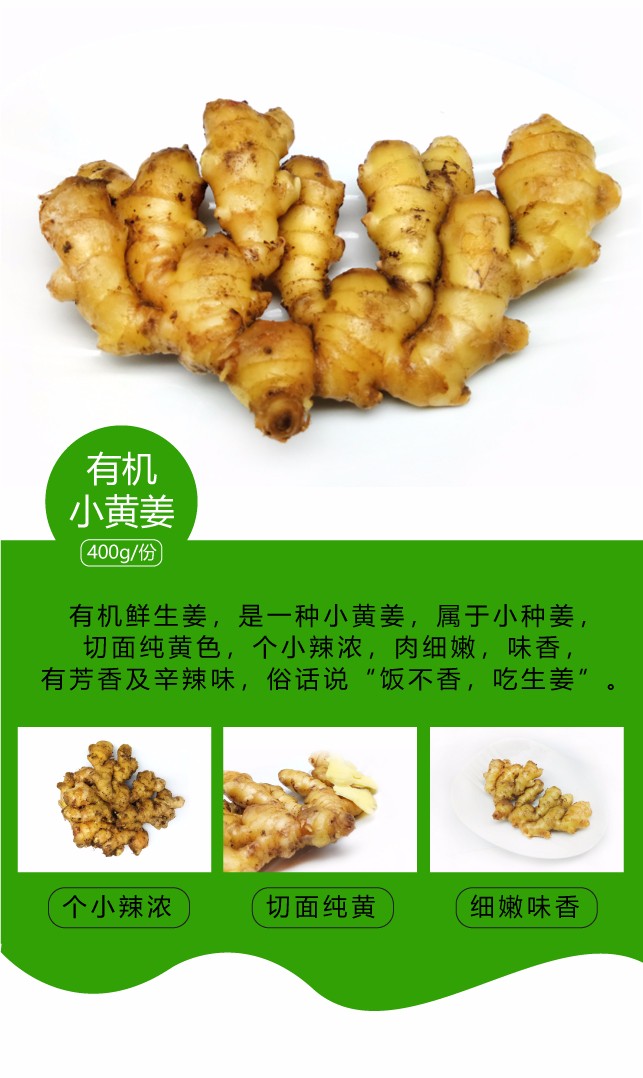 有机
小黄姜
400g/份
有机鲜生姜，是一种小黄姜，属于小种姜，
切面纯黄色，个小辣浓，肉细嫩，味香，
有芳香及辛辣味，俗话说“饭不香，吃生姜”。
个小辣浓
切面纯黄
细嫩味香